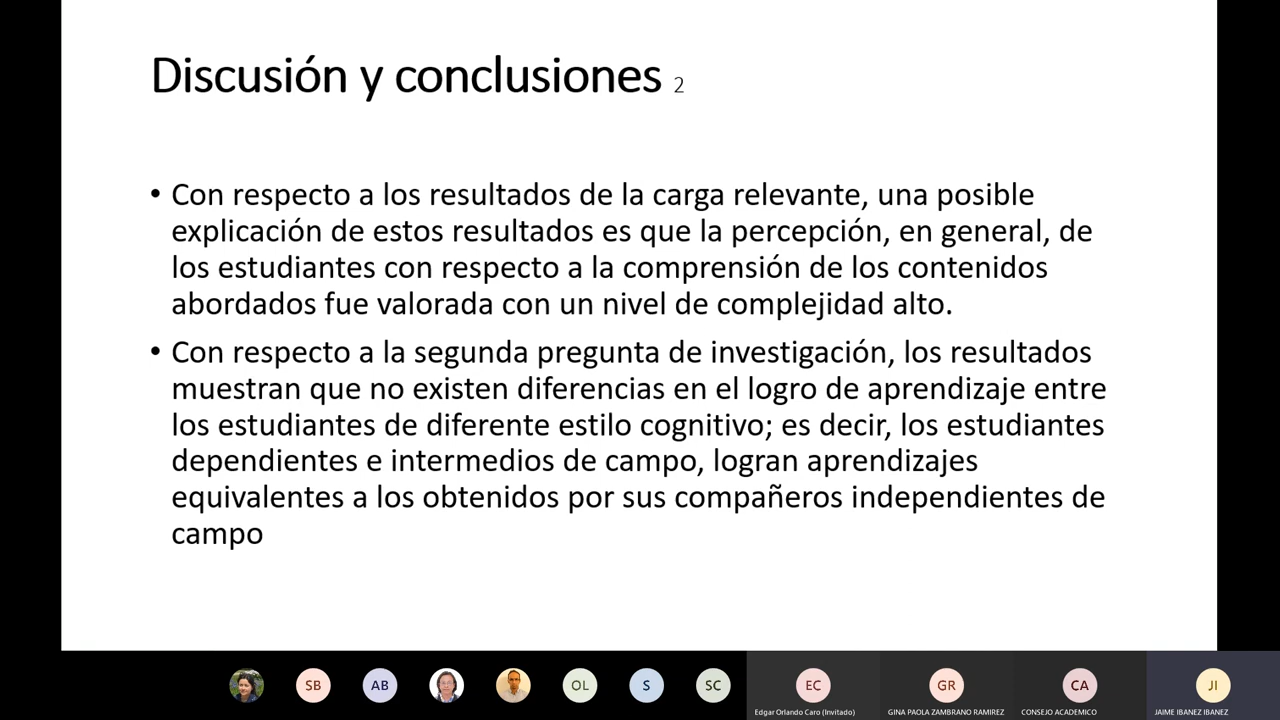 Discusión y conclusiones 2
• Con respecto a los resultados de la carga relevante, una posible
explicación de estos resultados es que la percepción, en general, de
los estudiantes con respecto a la comprensión de los contenidos
abordados fue valorada con un nivel de complejidad alto.
• Con respecto a la segunda pregunta de investigación, los resultados
muestran que no existen diferencias en el logro de aprendizaje entre
los estudiantes de diferente estilo cognitivo; es decir, los estudiantes
dependientes e intermedios de campo, logran aprendizajes
equivalentes a los obtenidos por sus compañeros independientes de
campo
SB AB OL S SC EC GR CA JI
Edgar Orlando Caro (Invitado) GINA PAOLA ZAMBRANO RAMIREZ CONSEJO ACADEMICO JAIME IBANEZ IBANEZ